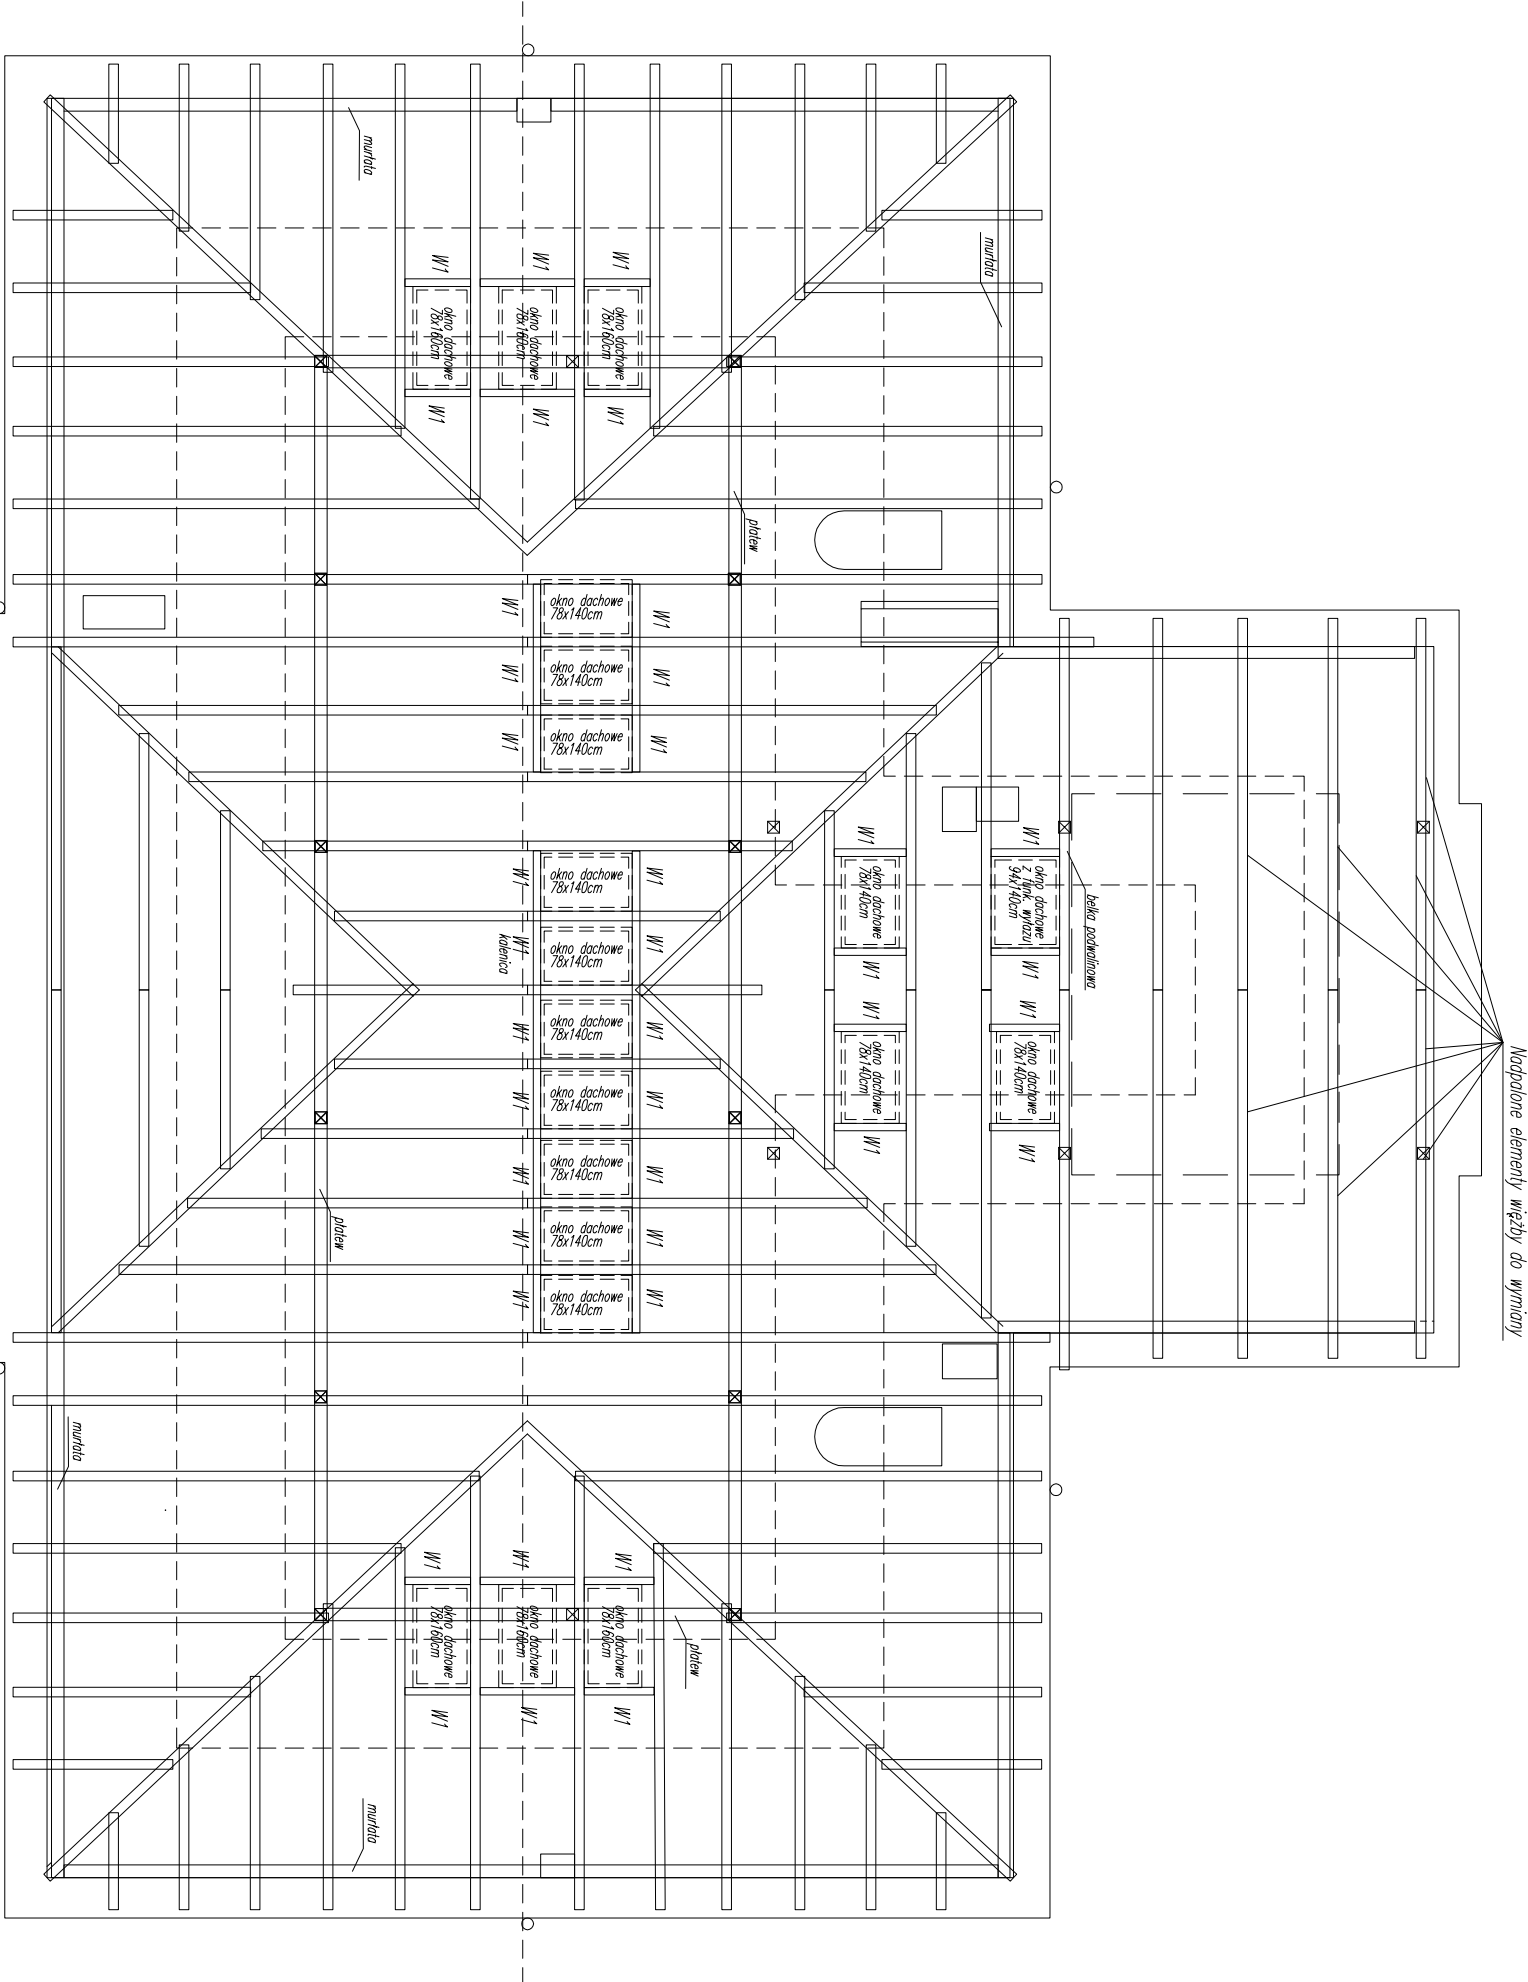 Nadpalone elementy więźby do wymiany
murłata
murłata
W1
W1
W1
okno dachowe
78x160cm
okno dachowe
78x160cm
okno dachowe
78x160cm
W1
W1
W1
płatew
W1
okno dachowe
78x140cm
W1
W1
okno dachowe
78x140cm
W1
W1
okno dachowe
78x140cm
W1
W1
W1
okno dachowe
78x140cm
okno dachowe
z funk. wyłazu
94x140cm
belka podwalinowa
W1
okno dachowe
78x140cm
W1
W1
okno dachowe
78x140cm
W1
kalenica
W1
W1
W1
W1
okno dachowe
78x140cm
okno dachowe
78x140cm
W1
okno dachowe
78x140cm
W1
W1
okno dachowe
78x140cm
W1
W1
W1
W1
okno dachowe
78x140cm
W1
płatew
W1
okno dachowe
78x140cm
W1
W1
okno dachowe
78x140cm
W1
murłata
W1
W1
W1
okno dachowe
78x160cm
okno dachowe
78x160cm
okno dachowe
78x160cm
płatew
W1
W1
W1
murłata